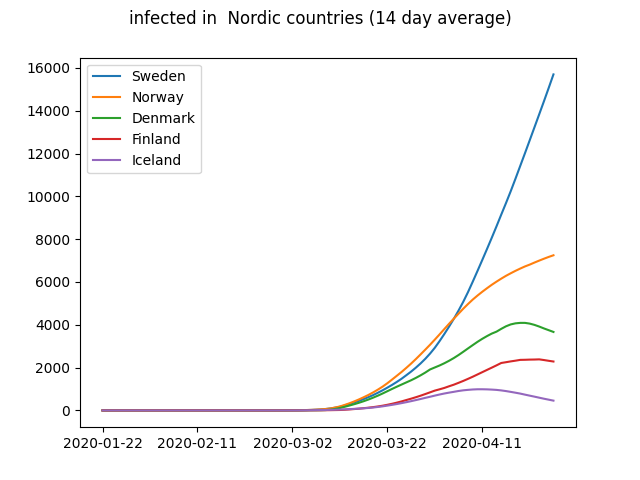 infected in  Nordic countries (14 day average)
16000
14000
12000
10000
8000
6000
4000
2000
0
Sweden
Norway
Denmark
Finland
Iceland
2020-01-22 2020-02-11 2020-03-02 2020-03-22 2020-04-11